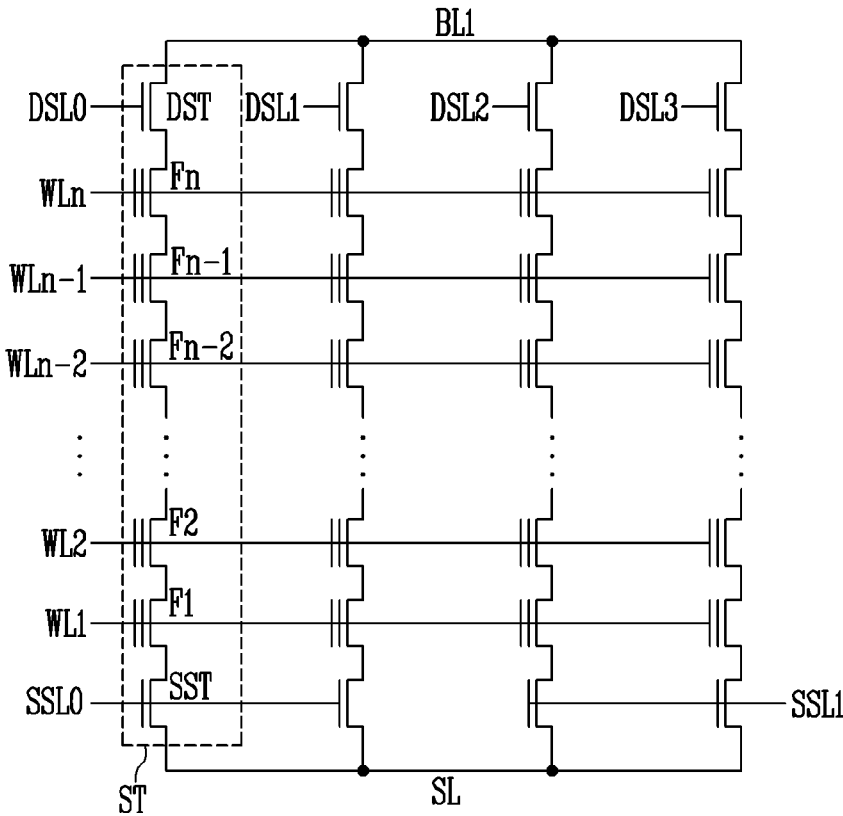 BL1
DSL0 DST DSL1 DSL2 DSL3
WLn Fn
WLn-1 Fn-1
WLn-2 Fn-2
WL2 F2
WL1 F1
SSL0 SST SSL1
ST SL